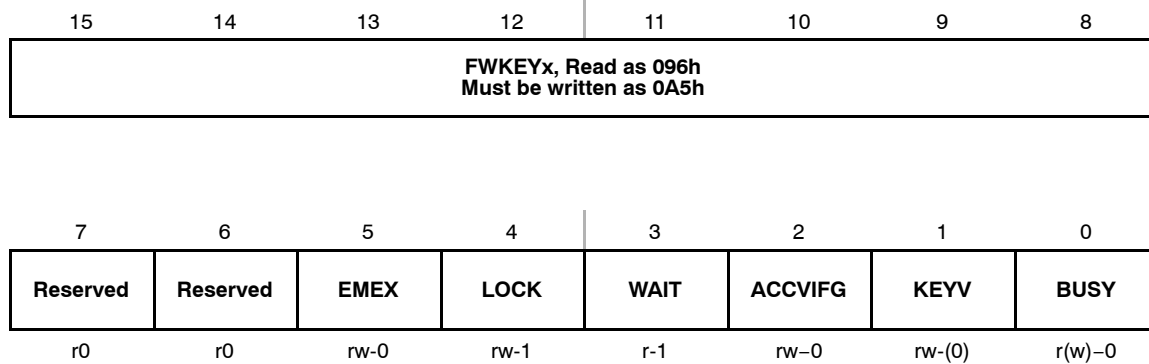 15 14 13 12 11 10 9 8
FWKEYx, Read as 096h
Must be written as 0A5h
7 6 5 4 3 2 1 0
Reserved Reserved EMEX LOCK WAIT ACCVIFG KEYV BUSY
r0 r0 rw-0 rw-1 r-1 rw−0 rw-(0) r(w)−0